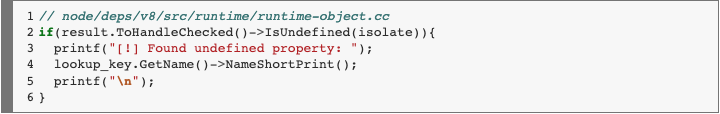 1 // node/deps/v8/src/runtime/runtime-object.cc
2 if(result.ToHandleChecked()->IsUndefined(isolate)){
3   printf("[!] Found undefined property: ");
4   lookup_key.GetName()->NameShortPrint();
5   printf("\n");
6 }